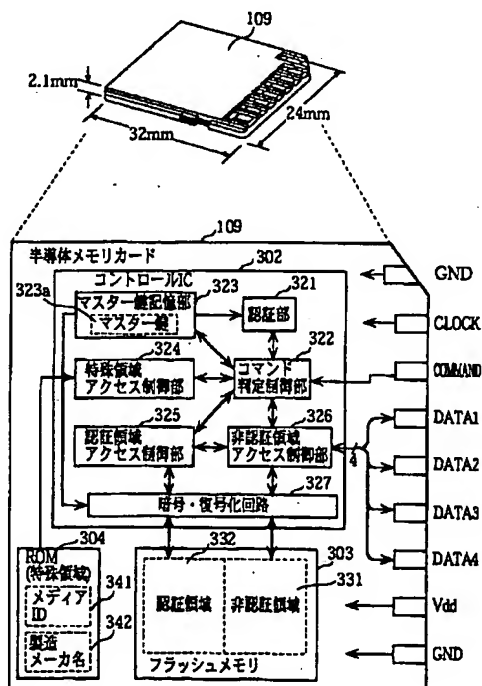 109
2.1mm
32mm
24mm
109
半導体メモリカード
302
コントロールIC
323a
マスター鍵記憶部
マスター鍵
323
321
認証部
322
コマンド
判定制御部
324
特殊領域
アクセス制御部
325
認証領域
アクセス制御部
326
非認証領域
アクセス制御部
4
327
暗号・復号化回路
304
ROM
(特殊領域)
341
メディア
ID
342
製造
メーカ名
332
303
331
認証領域
非認証領域
フラッシュメモリ
GND
CLOCK
COMMAND
DATA1
DATA2
DATA3
DATA4
Vdd
GND